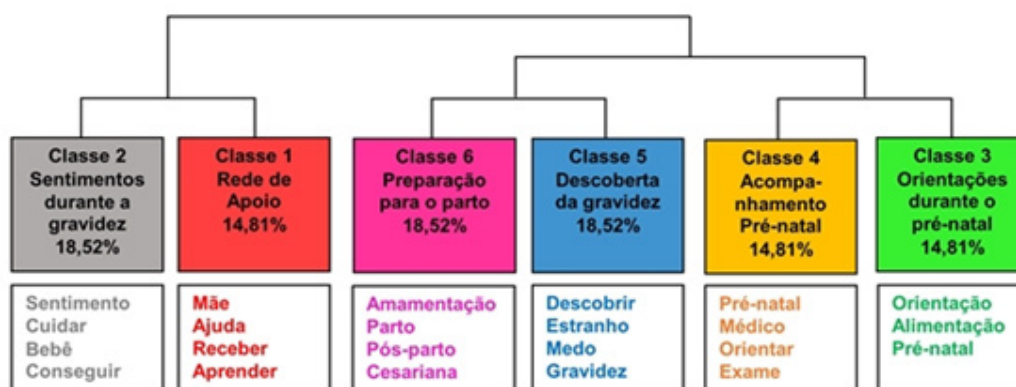 Classe 2
Sentimentos
durante a
gravidez
18,52%
Classe 1
Rede de
Apoio
14,81%
Classe 6
Preparação
para o parto
18,52%
Classe 5
Descoberta
da gravidez
18,52%
Classe 4
Acompa-
nhamento
Pré-natal
14,81%
Classe 3
Orientações
durante o
pré-natal
14,81%
Sentimento
Cuidar
Bebê
Conseguir
Mãe
Ajuda
Receber
Aprender
Amamentação
Parto
Pós-parto
Cesariana
Descobrir
Estranho
Medo
Gravidez
Pré-natal
Médico
Orientar
Exame
Orientação
Alimentação
Pré-natal